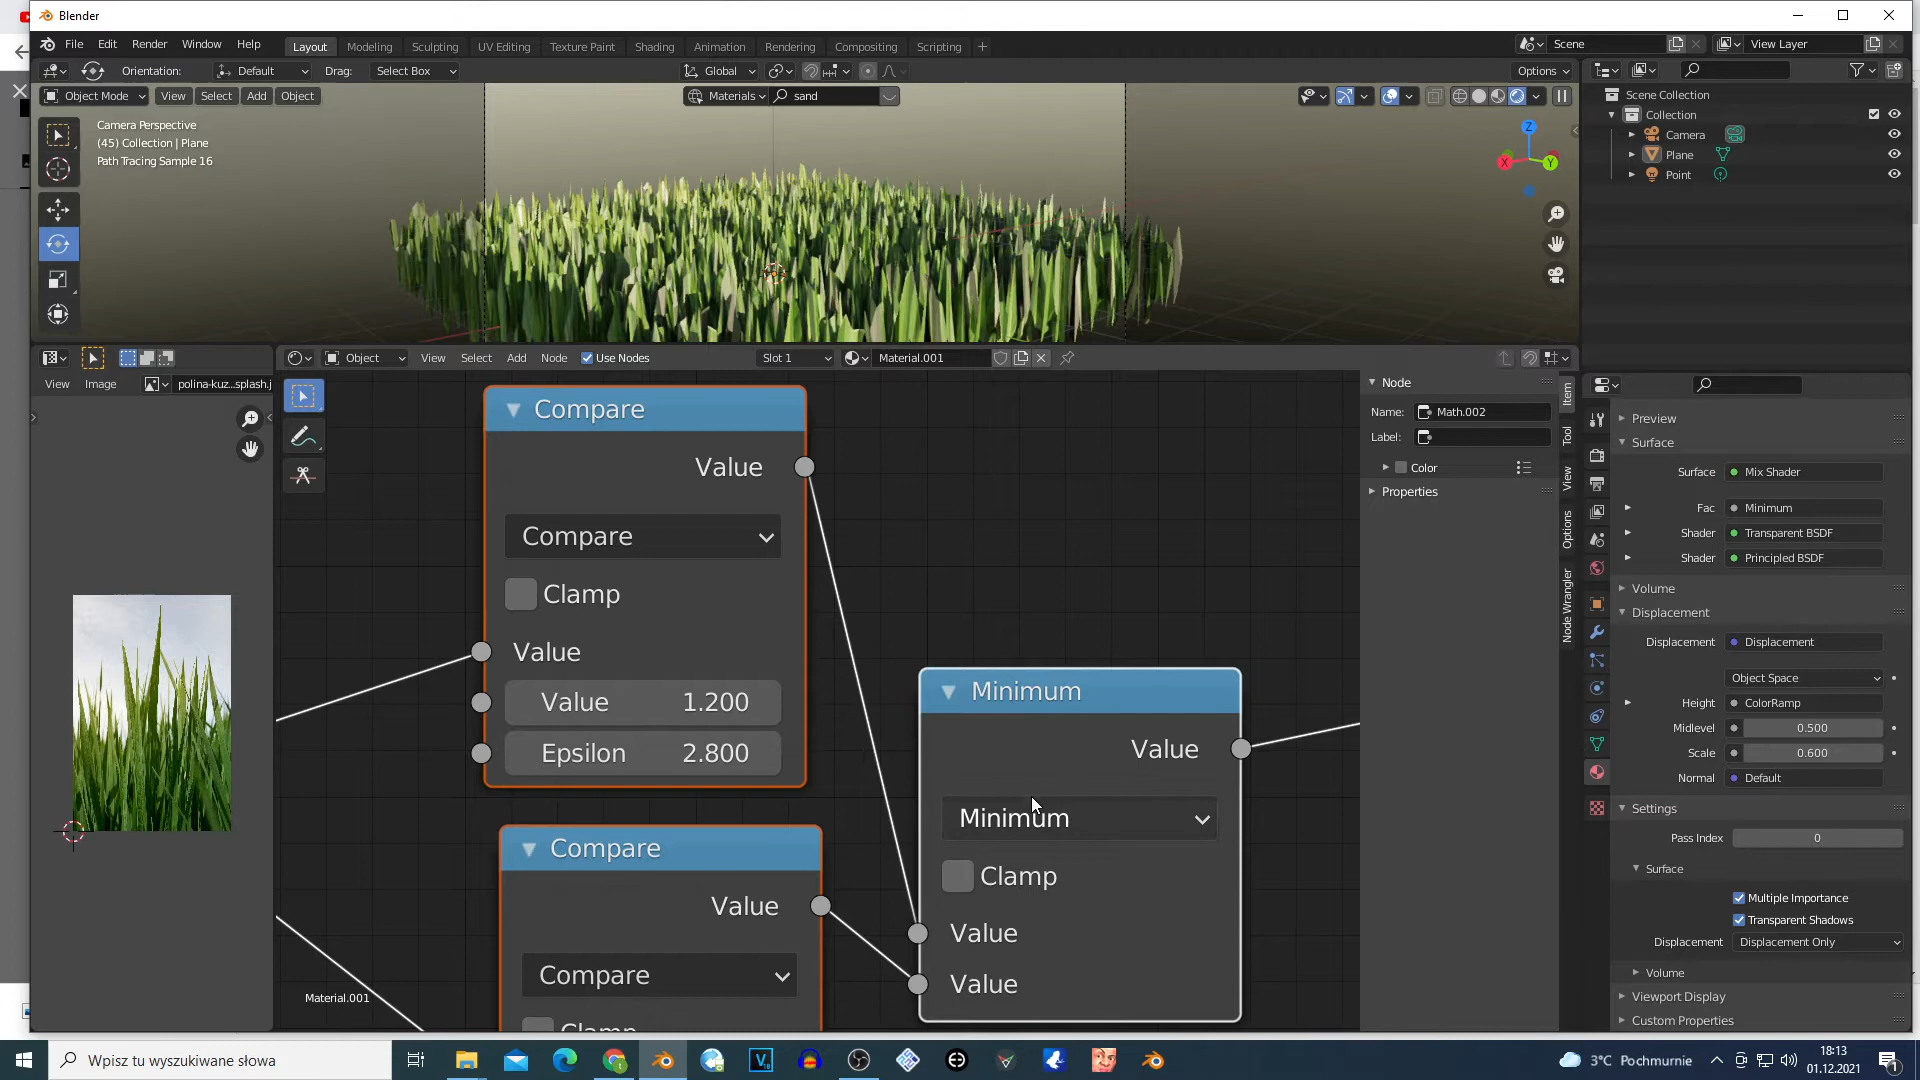 Blender
File Edit Render Window Help
Layout Modeling Sculpting UV Editing Texture Paint Shading Animation Rendering Compositing Scripting +
Scene
View Layer
Orientation: Default Drag: Select Box
Global
Options
Object Mode View Select Add Object
Materials sand
Camera Perspective
(45) Collection | Plane
Path Tracing Sample 16
Z
X
Y
Scene Collection
Collection
Camera
Plane
Point
View Image polina-kuz...splash.j
Object View Select Add Node Use Nodes
Slot 1
Material.001
Compare
Value
Compare
Clamp
Value
Value 1.200
Epsilon 2.800
Compare
Value
Compare
Clamp
Minimum
Value
Minimum
Clamp
Value
Value
Material.001
Node
Name: Math.002
Label:
Color
Properties
Item
Tool
View
Options
Node Wrangler
Preview
Surface
Surface Mix Shader
Fac Minimum
Shader Transparent BSDF
Shader Principled BSDF
Volume
Displacement
Displacement Displacement
Object Space
Height ColorRamp
Midlevel 0.500
Scale 0.600
Normal Default
Settings
Pass Index 0
Surface
Multiple Importance
Transparent Shadows
Displacement Displacement Only
Volume
Viewport Display
Custom Properties
Wpisz tu wyszukiwane słowa
3°C Pochmurnie
18:13
01.12.2021
1